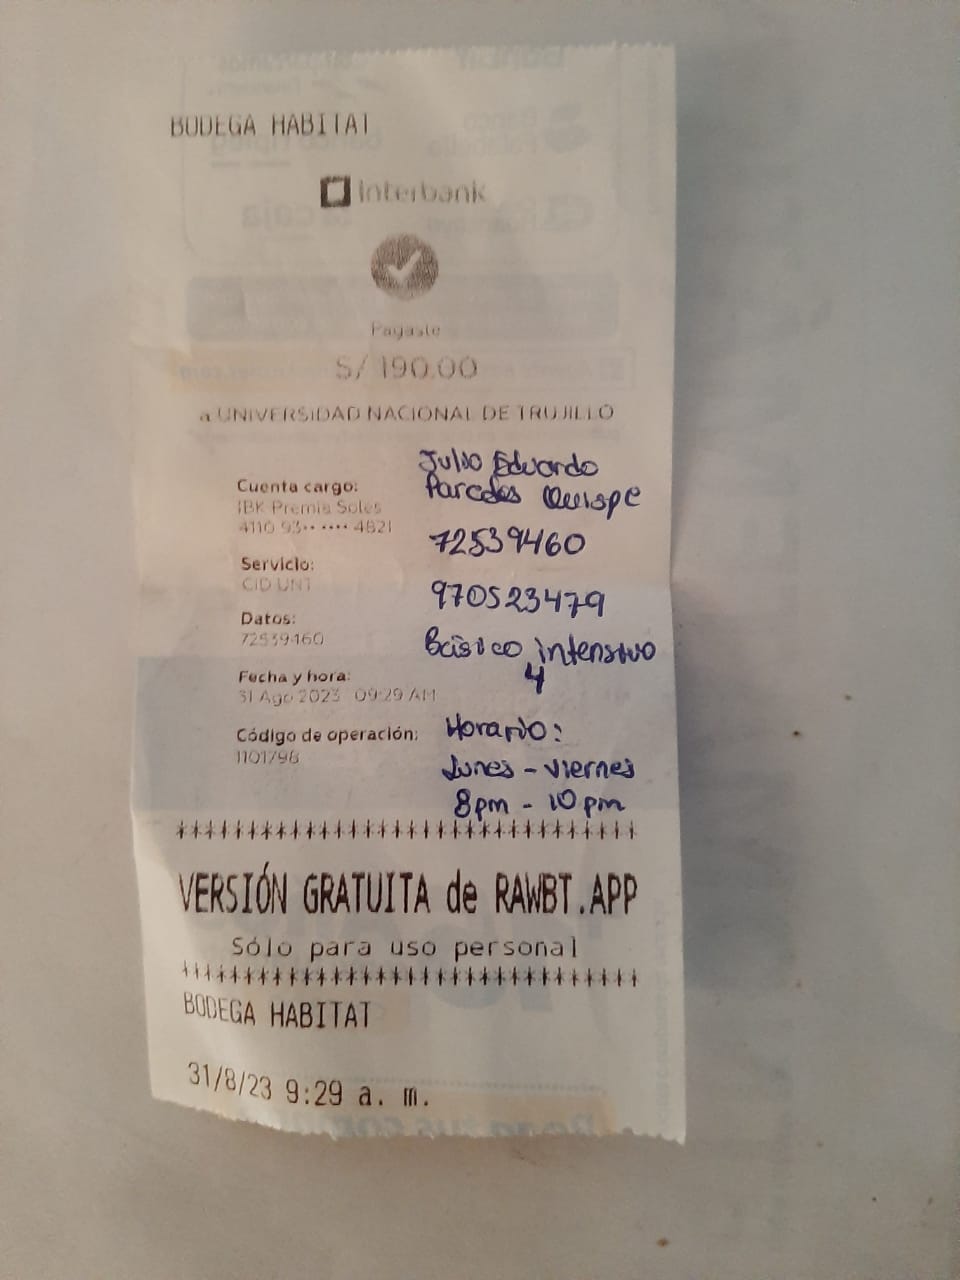 BODEGA HABITAT
Interbank
Pagaste
S/ 190.00
a UNIVERSIDAD NACIONAL DE TRUJILLO
Julio Eduardo
Paredes Quispe
Cuenta cargo:
IBK Premia Soles
4110 93•• •••• 4821
72539460
Servicio:
CID UNT
970523479
Datos:
72539460
Básico intensivo
4
Fecha y hora:
31 Ago 2023 09:29 AM
Código de operación:
1101798
Horario:
Lunes - viernes
8pm - 10 pm
*********************************
VERSIÓN GRATUITA de RAWBT.APP
Sólo para uso personal
*********************************
BODEGA HABITAT
31/8/23 9:29 a. m.